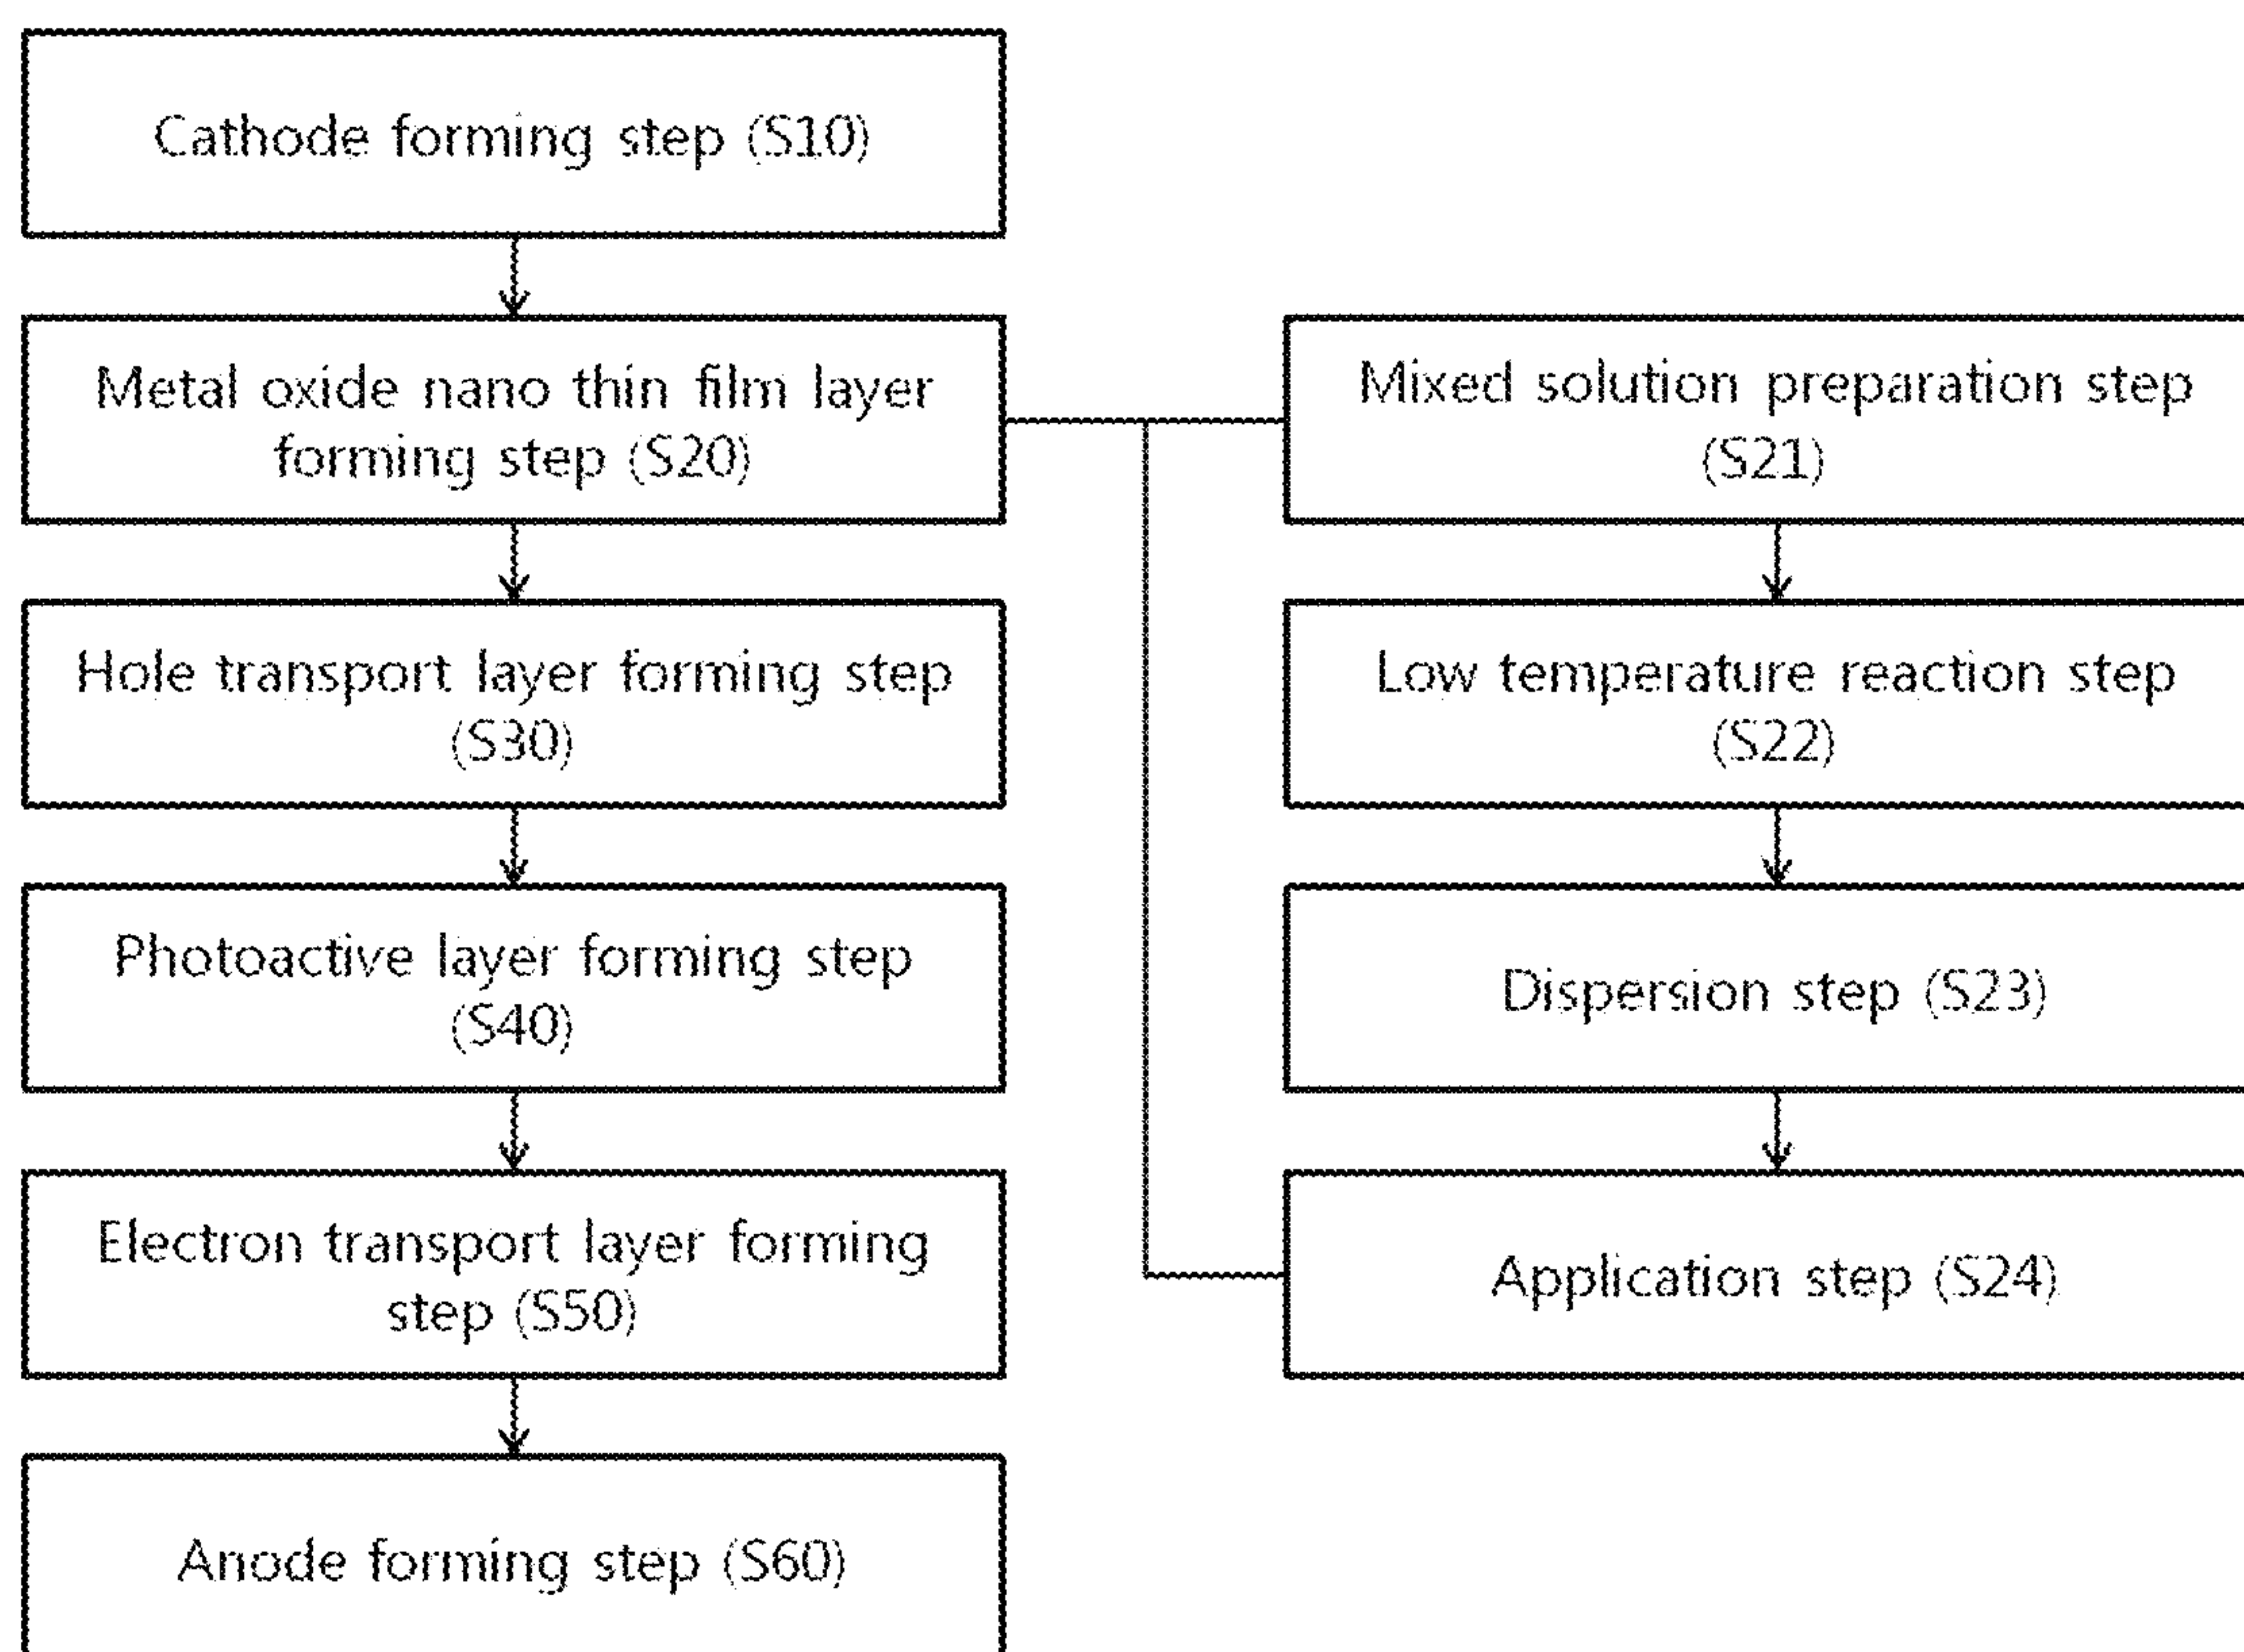 Cathode forming step (S10)
Metal oxide nano thin film layer
forming step (S20)
Hole transport layer forming step
(S30)
Photoactive layer forming step
(S40)
Electron transport layer forming
step (S50)
Anode forming step (S60)
Mixed solution preparation step
(S21)
Low temperature reaction step
(S22)
Dispersion step (S23)
Application step (S24)